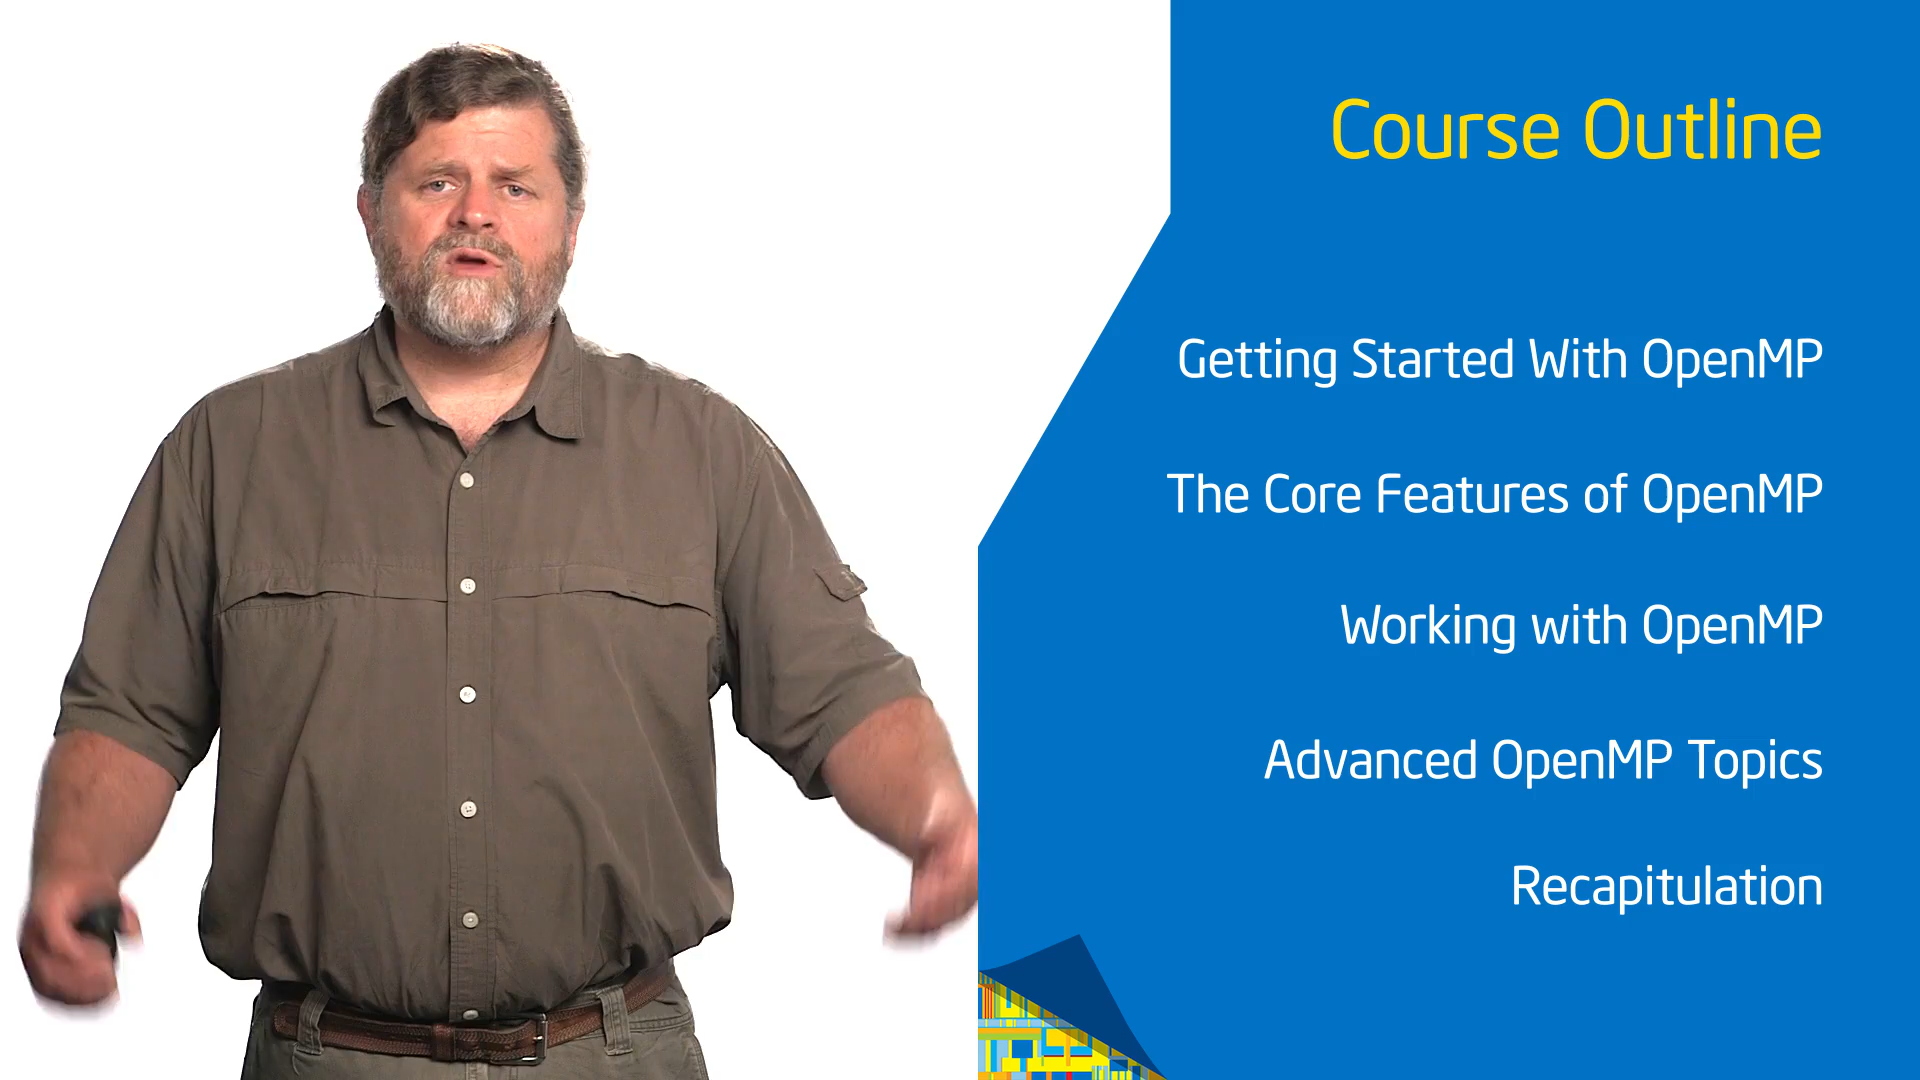 Course Outline
Getting Started With OpenMP
The Core Features of OpenMP
Working with OpenMP
Advanced OpenMP Topics
Recapitulation